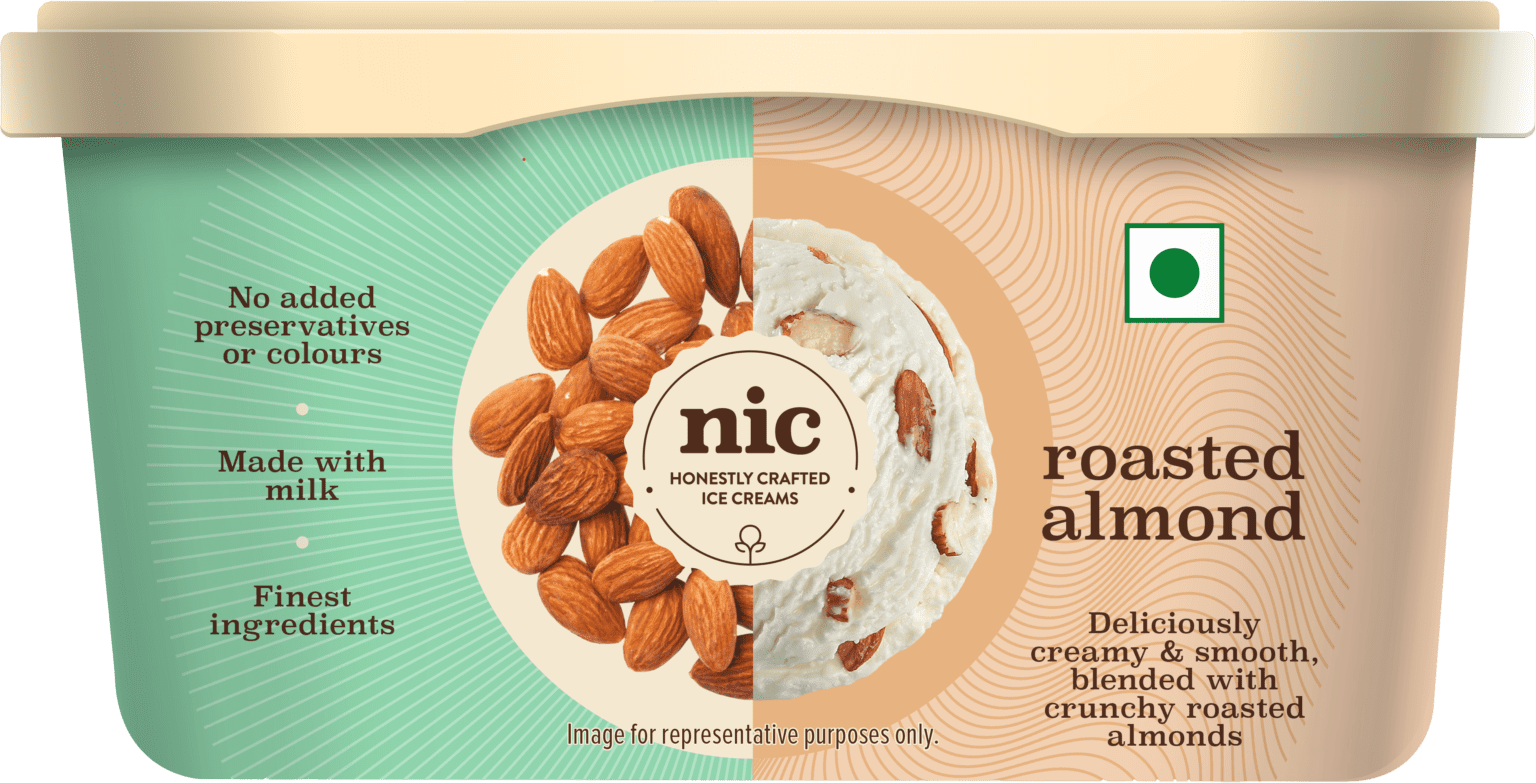 No added
preservatives
or colours
Made with
milk
Finest
ingredients
nic
HONESTLY CRAFTED
ICE CREAMS
roasted
almond
Deliciously
creamy & smooth,
blended with
crunchy roasted
almonds
Image for representative purposes only.